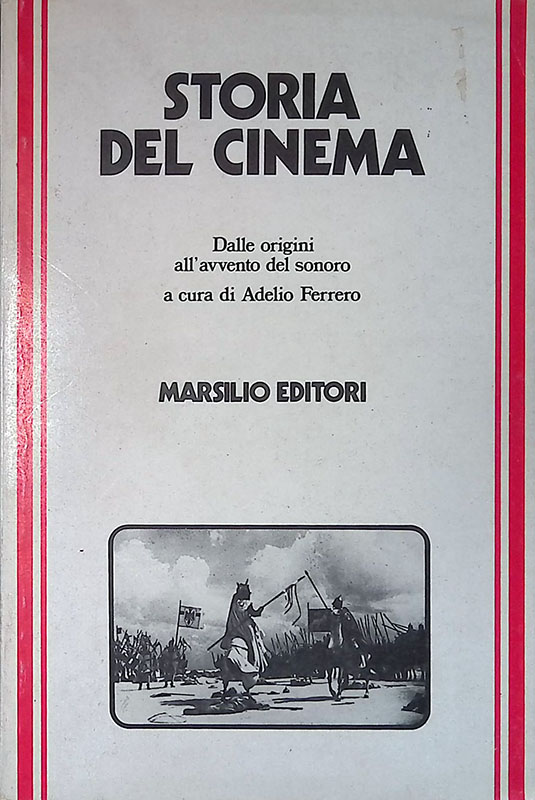 STORIA
DEL CINEMA
Dalle origini
all'avvento del sonoro
a cura di Adelio Ferrero
MARSILIO EDITORI